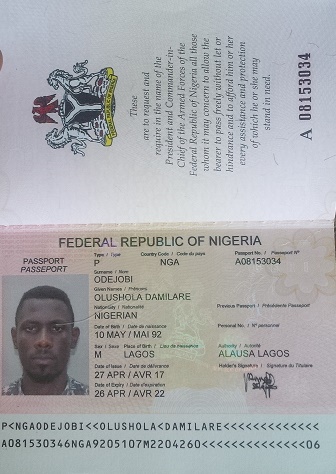 These
are to request and
require in the name of the
President and Commander-in-
Chief of the Armed Forces of the
Federal Republic of Nigeria all those
whom it may concern to allow the
bearer to pass freely without let or
hindrance and to afford him or her
every assistance and protection
of which he or she may
stand in need.
A 08153034
FEDERAL REPUBLIC OF NIGERIA
PASSPORT
PASSEPORT
Type / Type Country Code / Code du pays Passport No. / Passeport N°
P NGA A08153034
Surname / Nom
ODEJOBI
Given Names / Prénoms
OLUSHOLA DAMILARE
Nationality / Nationalité Previous Passport / Précédente Passeport
NIGERIAN
Date of Birth / Date de naissance Personal No. / N° personnel
10 MAY / MAI 92
Sex / Sexe Place of Birth / Lieu de naissance Authority / Autorité
M LAGOS ALAUSA LAGOS
Date of Issue / Date de délivrance Holder's Signature / Signature du Titulaire
27 APR / AVR 17
Date of Expiry / Date d'expiration
26 APR / AVR 22
P<NGAODEJOBI<<OLUSHOLA<DAMILARE<<<<<<<<<<<<<
A081530346NGA9205107M2204260<<<<<<<<<<<<<<06